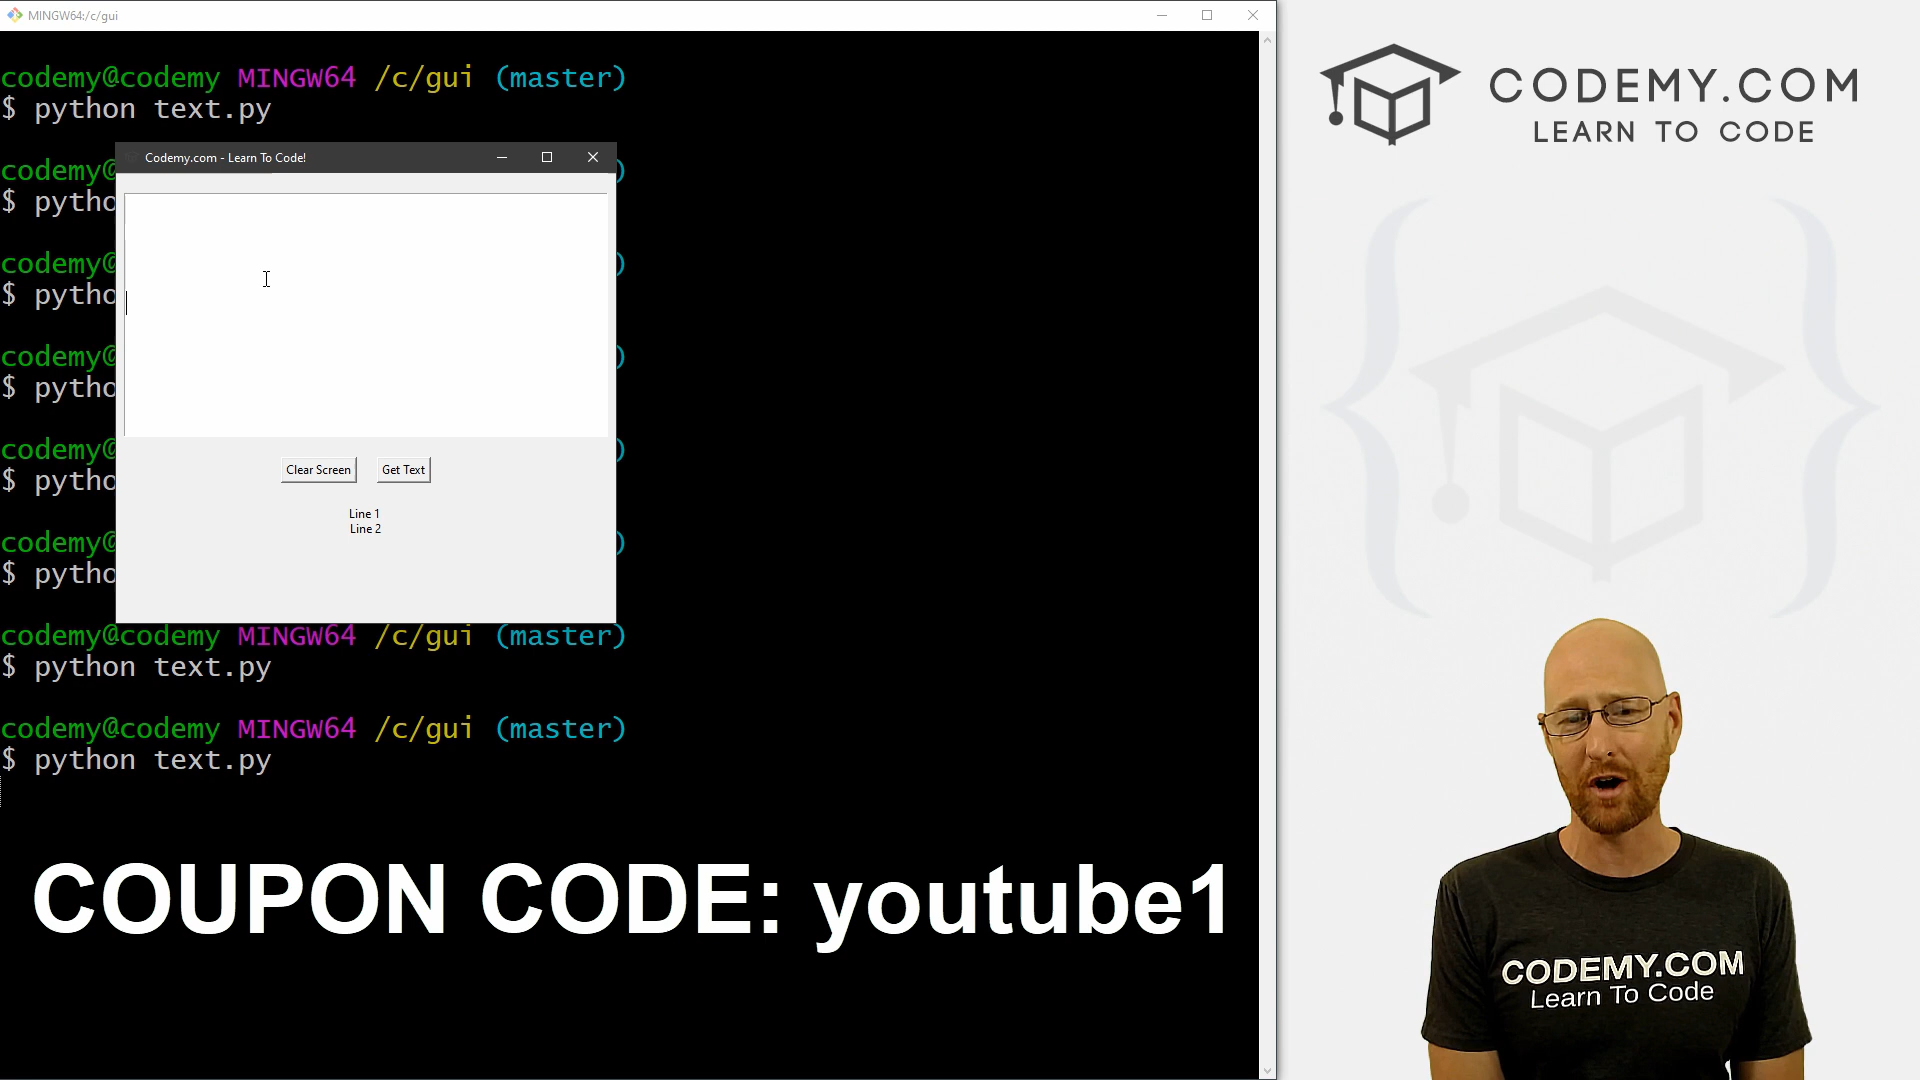 MINGW64:/c/gui
codemy@codemy MINGW64 /c/gui (master)
$ python text.py
codemy@ )
$ pytho
Codemy.com - Learn To Code!
codemy@ )
$ pytho
codemy@ )
$ pytho
codemy@ )
$ pytho
codemy@ )
$ pytho
Clear Screen Get Text
Line 1
Line 2
codemy@codemy MINGW64 /c/gui (master)
$ python text.py
codemy@codemy MINGW64 /c/gui (master)
$ python text.py
COUPON CODE: youtube1
CODEMY.COM
LEARN TO CODE
CODEMY.COM
Learn To Code